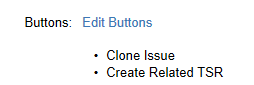 Buttons: Edit Buttons
• Clone Issue
• Create Related TSR